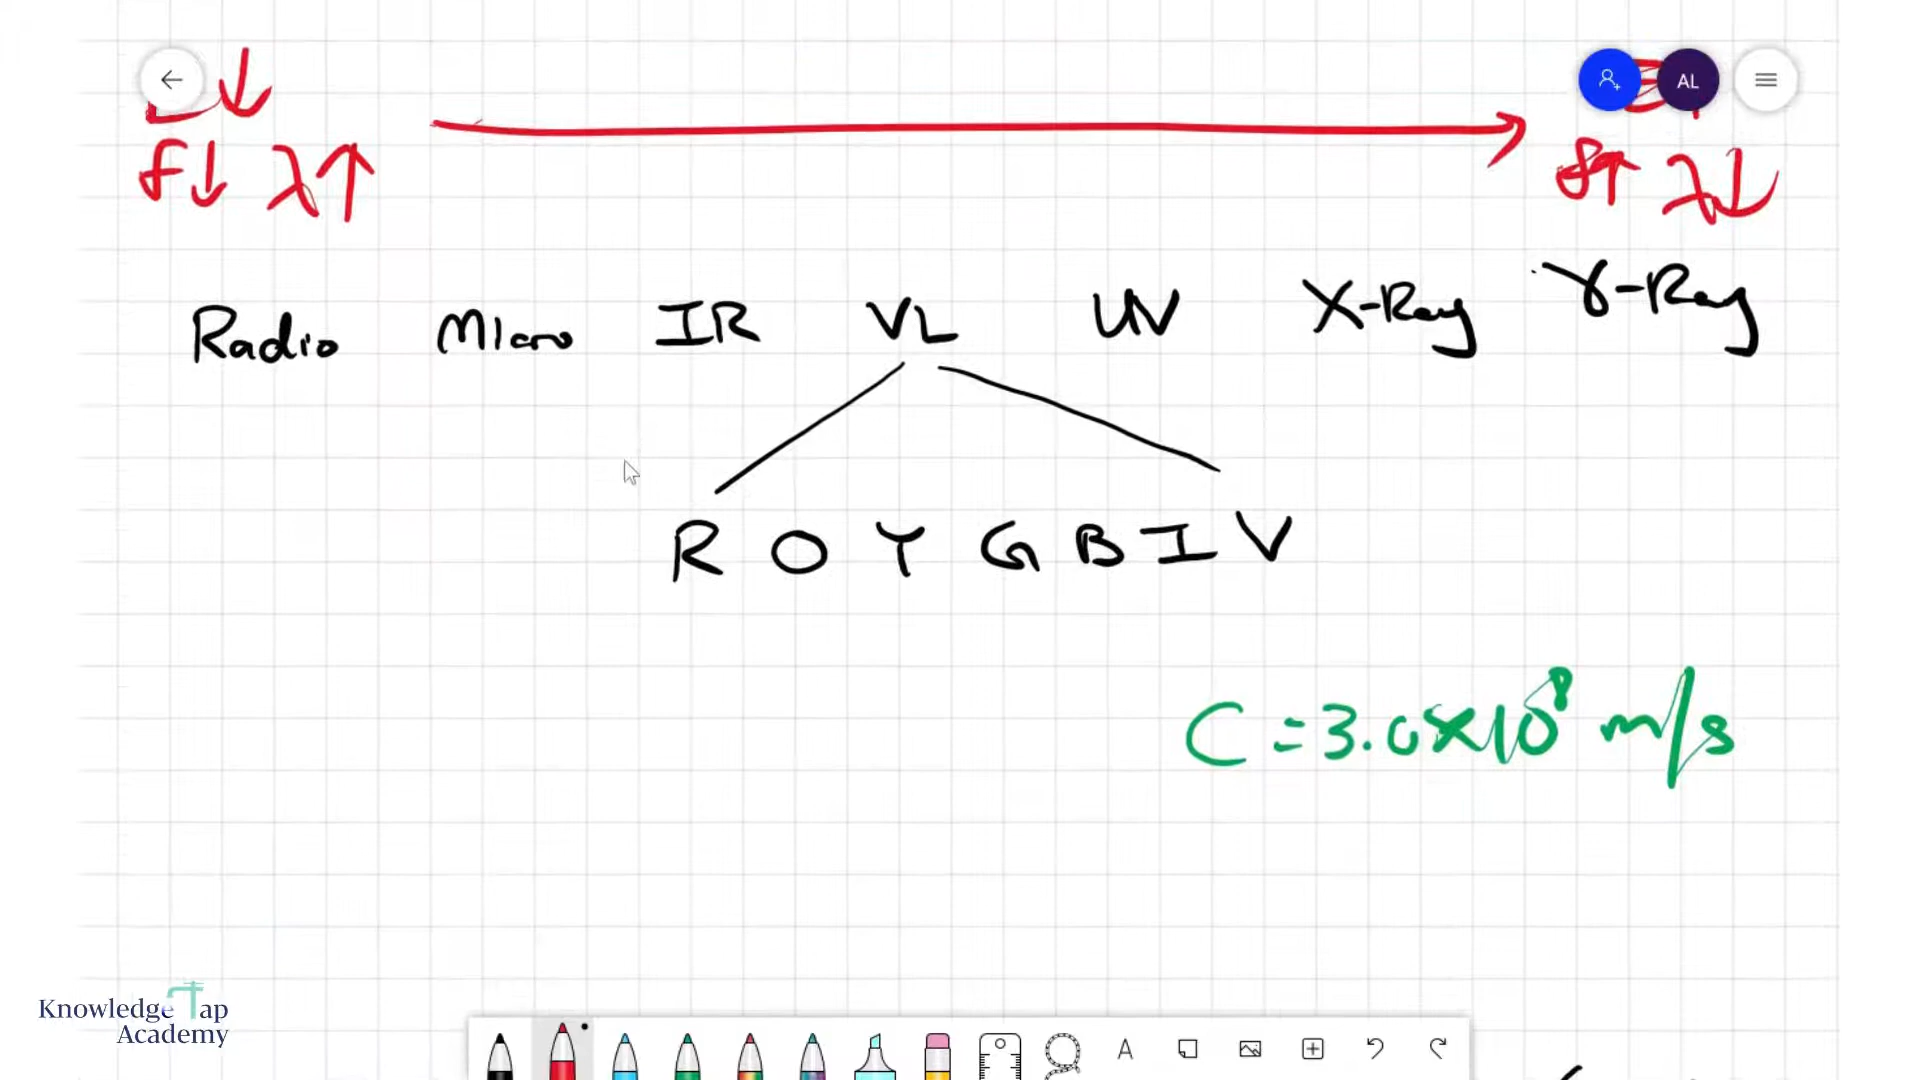 E↓ E↑
AL
f↓ λ↑ f↑ λ↓
Radio Micro IR VL UV X-Ray γ-Ray
R O Y G B I V
C = 3.0×10⁸ m/s
Knowledge Tap
Academy
A